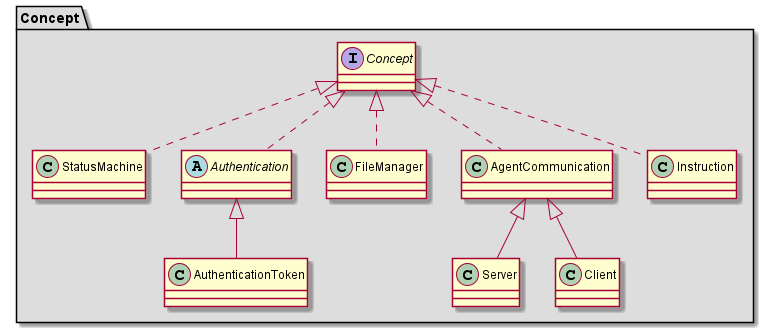 Concept
I Concept
C StatusMachine
A Authentication
C FileManager
C AgentCommunication
C Instruction
C AuthenticationToken
C Server
C Client